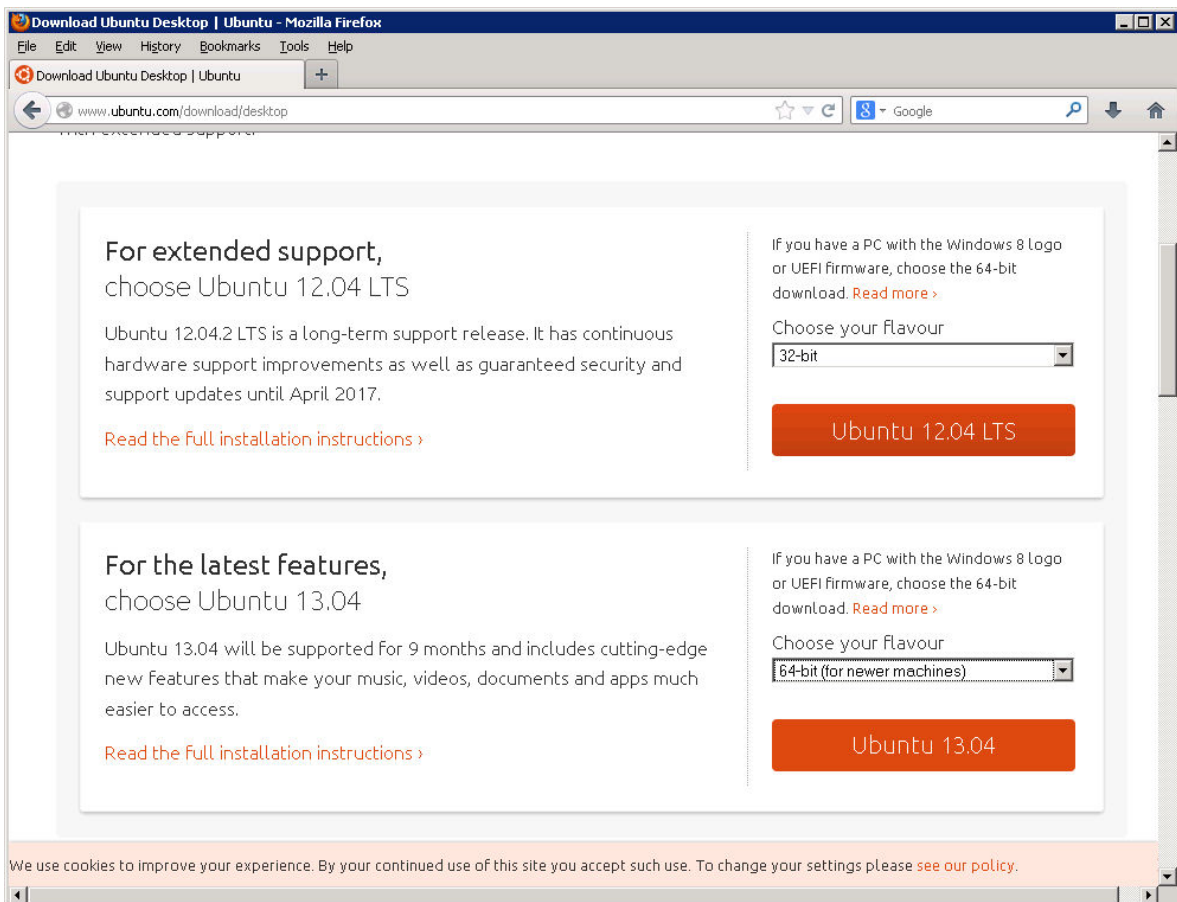 Download Ubuntu Desktop | Ubuntu - Mozilla Firefox
File Edit View History Bookmarks Tools Help
Download Ubuntu Desktop | Ubuntu
www.ubuntu.com/download/desktop
Google
with extended support.
For extended support,
choose Ubuntu 12.04 LTS
Ubuntu 12.04.2 LTS is a long-term support release. It has continuous
hardware support improvements as well as guaranteed security and
support updates until April 2017.
Read the full installation instructions ›
If you have a PC with the Windows 8 logo
or UEFI firmware, choose the 64-bit
download. Read more ›
Choose your flavour
32-bit
Ubuntu 12.04 LTS
For the latest features,
choose Ubuntu 13.04
Ubuntu 13.04 will be supported for 9 months and includes cutting-edge
new features that make your music, videos, documents and apps much
easier to access.
Read the full installation instructions ›
If you have a PC with the Windows 8 logo
or UEFI firmware, choose the 64-bit
download. Read more ›
Choose your flavour
64-bit (for newer machines)
Ubuntu 13.04
We use cookies to improve your experience. By your continued use of this site you accept such use. To change your settings please see our policy.